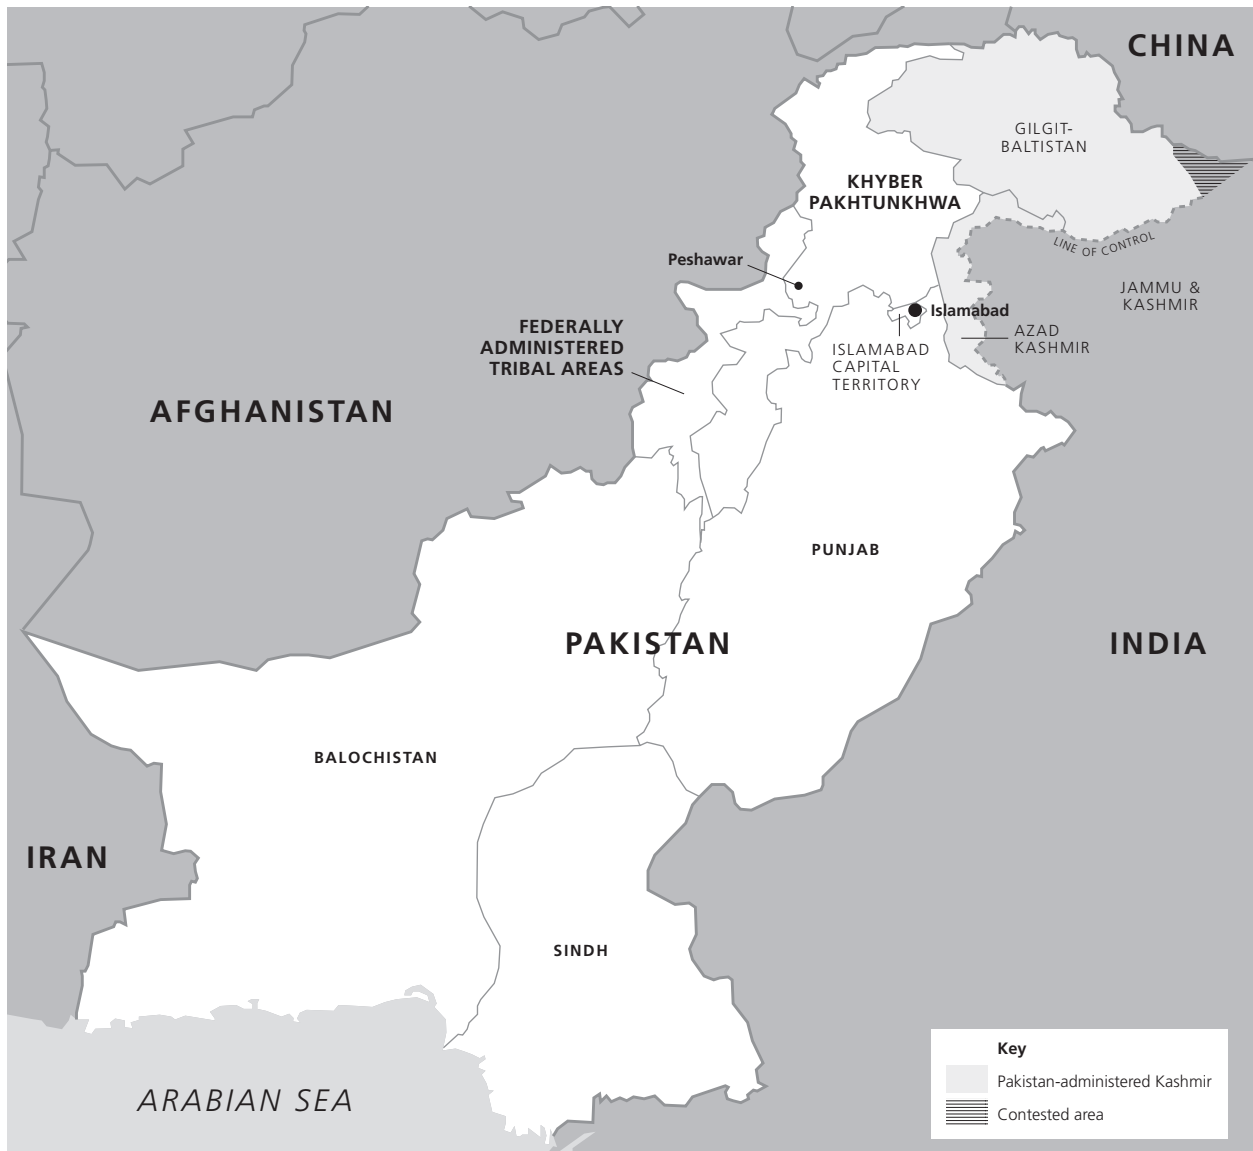 CHINA
GILGIT-
BALTISTAN
KHYBER
PAKHTUNKHWA
LINE OF CONTROL
Peshawar
JAMMU &
KASHMIR
Islamabad
FEDERALLY
ADMINISTERED
TRIBAL AREAS
ISLAMABAD
CAPITAL
TERRITORY
AZAD
KASHMIR
AFGHANISTAN
PUNJAB
PAKISTAN
INDIA
BALOCHISTAN
IRAN
SINDH
ARABIAN SEA
Key
Pakistan-administered Kashmir
Contested area